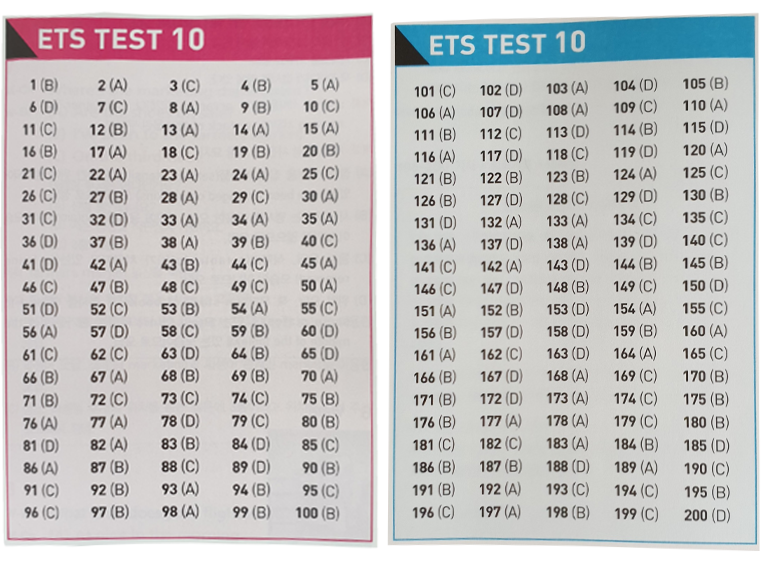 ETS TEST 10
1 (B) 2 (A) 3 (C) 4 (B) 5 (A)
6 (D) 7 (C) 8 (A) 9 (B) 10 (C)
11 (C) 12 (B) 13 (A) 14 (A) 15 (A)
16 (B) 17 (A) 18 (C) 19 (B) 20 (B)
21 (C) 22 (A) 23 (A) 24 (A) 25 (C)
26 (C) 27 (B) 28 (A) 29 (C) 30 (A)
31 (C) 32 (D) 33 (A) 34 (A) 35 (A)
36 (D) 37 (B) 38 (A) 39 (B) 40 (C)
41 (D) 42 (A) 43 (B) 44 (C) 45 (A)
46 (C) 47 (B) 48 (C) 49 (C) 50 (A)
51 (D) 52 (C) 53 (B) 54 (A) 55 (C)
56 (A) 57 (D) 58 (C) 59 (B) 60 (D)
61 (C) 62 (C) 63 (D) 64 (B) 65 (D)
66 (B) 67 (A) 68 (B) 69 (B) 70 (A)
71 (B) 72 (C) 73 (C) 74 (C) 75 (B)
76 (A) 77 (A) 78 (D) 79 (C) 80 (B)
81 (D) 82 (A) 83 (B) 84 (D) 85 (C)
86 (A) 87 (B) 88 (C) 89 (D) 90 (B)
91 (C) 92 (B) 93 (A) 94 (B) 95 (C)
96 (C) 97 (B) 98 (A) 99 (B) 100 (B)
ETS TEST 10
101 (C) 102 (D) 103 (A) 104 (D) 105 (B)
106 (A) 107 (D) 108 (A) 109 (C) 110 (A)
111 (B) 112 (C) 113 (D) 114 (B) 115 (D)
116 (A) 117 (D) 118 (C) 119 (D) 120 (A)
121 (B) 122 (B) 123 (B) 124 (A) 125 (C)
126 (B) 127 (D) 128 (C) 129 (D) 130 (B)
131 (D) 132 (A) 133 (A) 134 (C) 135 (C)
136 (A) 137 (D) 138 (A) 139 (D) 140 (C)
141 (C) 142 (A) 143 (D) 144 (B) 145 (B)
146 (C) 147 (D) 148 (B) 149 (C) 150 (D)
151 (A) 152 (B) 153 (D) 154 (A) 155 (C)
156 (B) 157 (D) 158 (D) 159 (B) 160 (A)
161 (A) 162 (C) 163 (D) 164 (A) 165 (C)
166 (B) 167 (D) 168 (A) 169 (C) 170 (B)
171 (B) 172 (D) 173 (A) 174 (C) 175 (B)
176 (B) 177 (A) 178 (A) 179 (C) 180 (B)
181 (C) 182 (C) 183 (A) 184 (B) 185 (D)
186 (B) 187 (B) 188 (D) 189 (A) 190 (C)
191 (B) 192 (A) 193 (C) 194 (C) 195 (B)
196 (C) 197 (A) 198 (B) 199 (C) 200 (D)